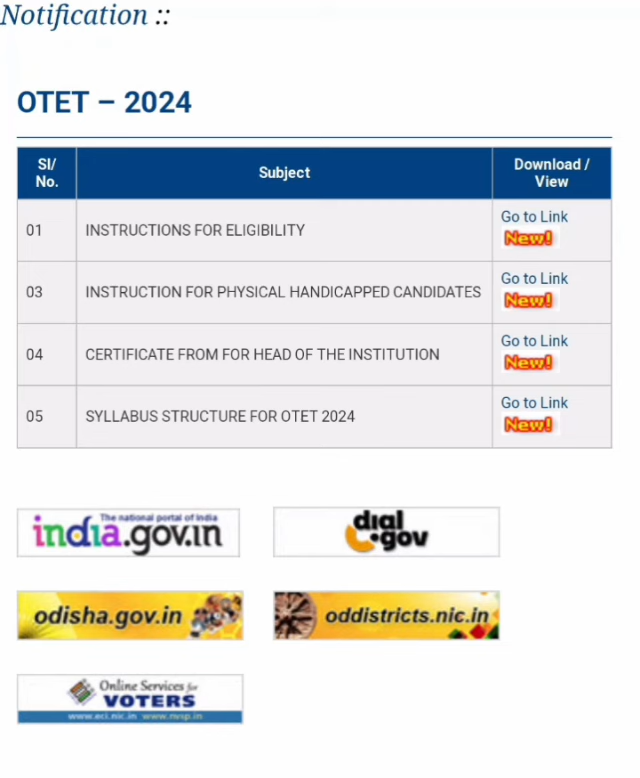 Notification ::
OTET – 2024
Sl/ No. Subject Download / View
01 INSTRUCTIONS FOR ELIGIBILITY Go to Link New!
03 INSTRUCTION FOR PHYSICAL HANDICAPPED CANDIDATES Go to Link New!
04 CERTIFICATE FROM FOR HEAD OF THE INSTITUTION Go to Link New!
05 SYLLABUS STRUCTURE FOR OTET 2024 Go to Link New!
The national portal of India
india.gov.in
dial
.gov
odisha.gov.in
oddistricts.nic.in
Online Services for
VOTERS
www.eci.nic.in www.nvsp.in